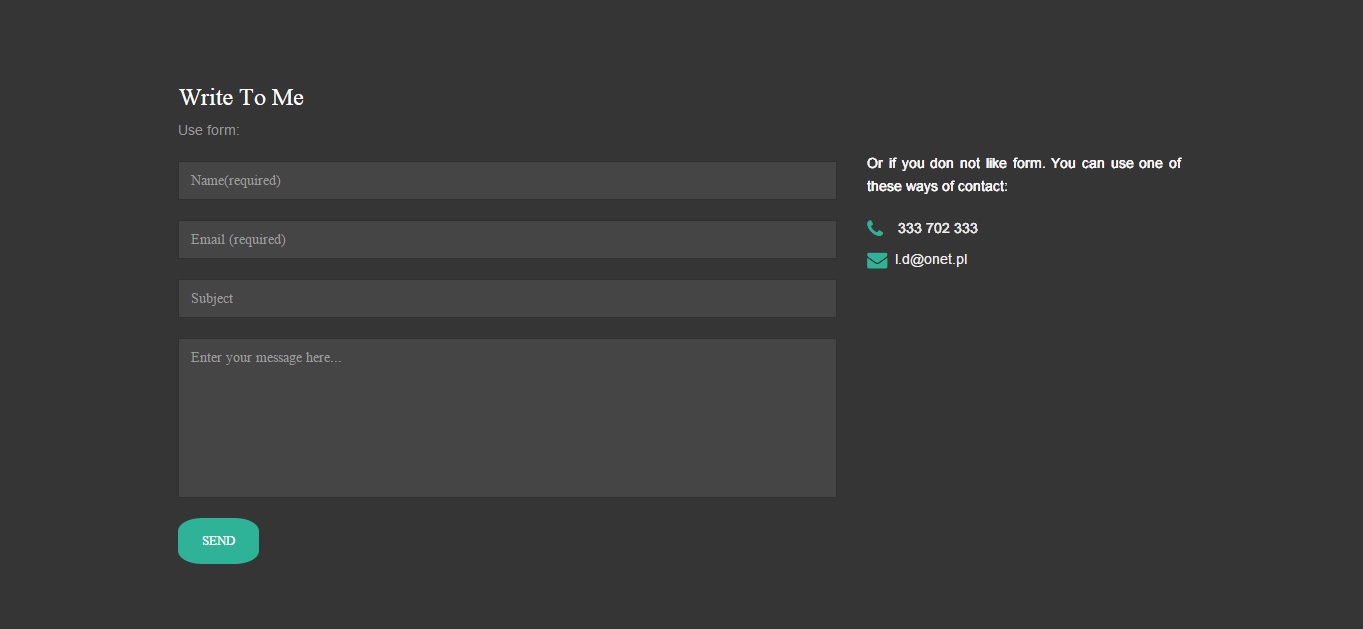 Write To Me
Use form:
Name(required)
Email (required)
Subject
Enter your message here...
SEND
Or if you don not like form. You can use one of
these ways of contact:
333 702 333
l.d@onet.pl